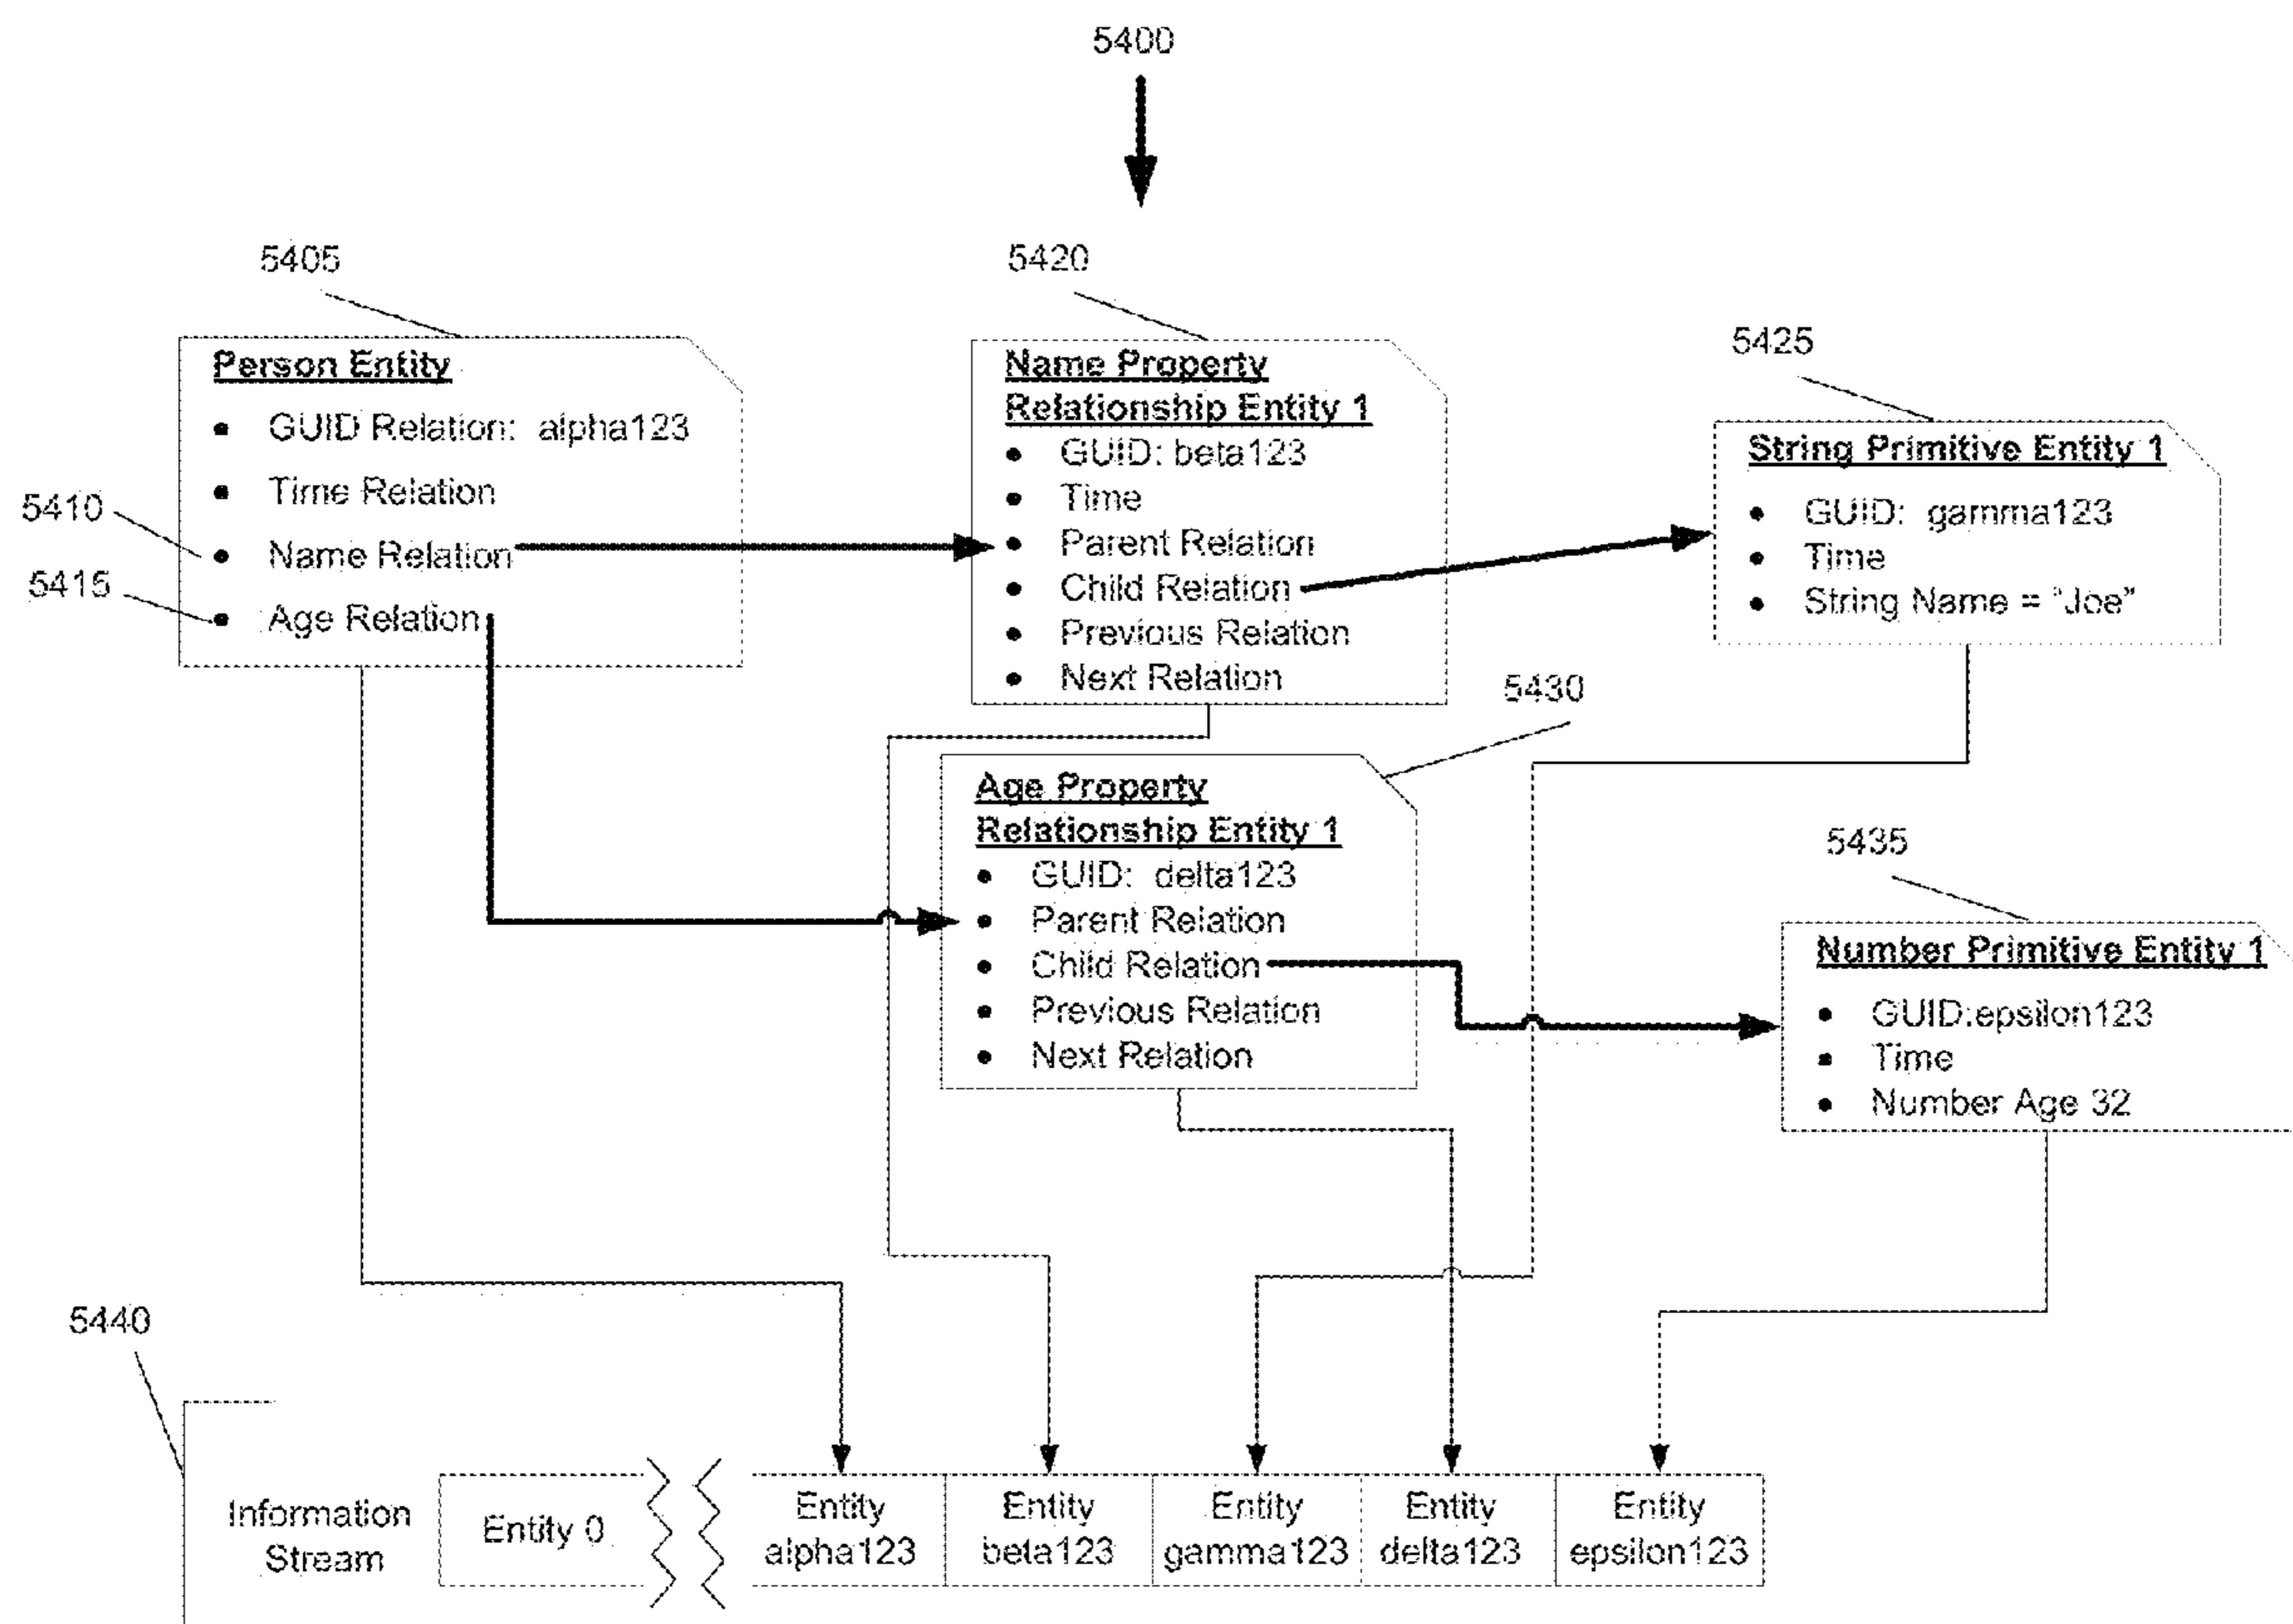 5400
5405
5420
5425
Person Entity
• GUID Relation: alpha123
• Time Relation
• Name Relation
• Age Relation
5410
5415
Name Property
Relationship Entity 1
• GUID: beta123
• Time
• Parent Relation
• Child Relation
• Previous Relation
• Next Relation
String Primitive Entity 1
• GUID: gamma123
• Time
• String Name = "Joe"
5430
Age Property
Relationship Entity 1
• GUID: delta123
• Parent Relation
• Child Relation
• Previous Relation
• Next Relation
5435
Number Primitive Entity 1
• GUID:epsilon123
• Time
• Number Age 32
5440
Information
Stream
Entity 0
Entity
alpha123
Entity
beta123
Entity
gamma123
Entity
delta123
Entity
epsilon123